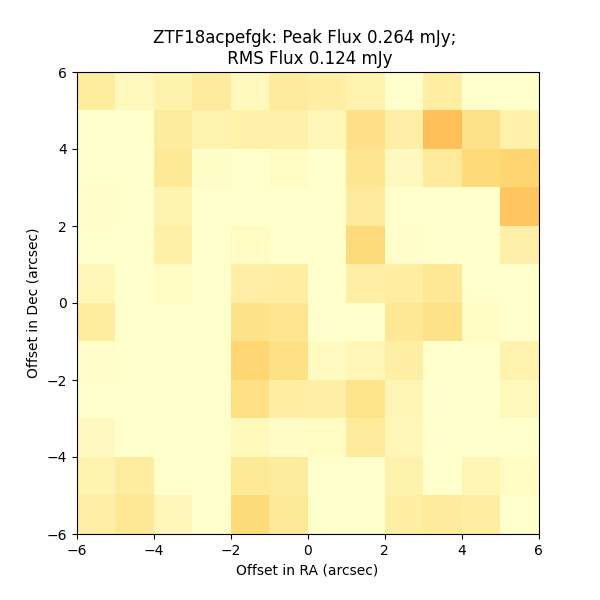 ZTF18acpefgk: Peak Flux 0.264 mJy;
RMS Flux 0.124 mJy
6
4
2
0
−2
−4
−6
Offset in Dec (arcsec)
−6 −4 −2 0 2 4 6
Offset in RA (arcsec)